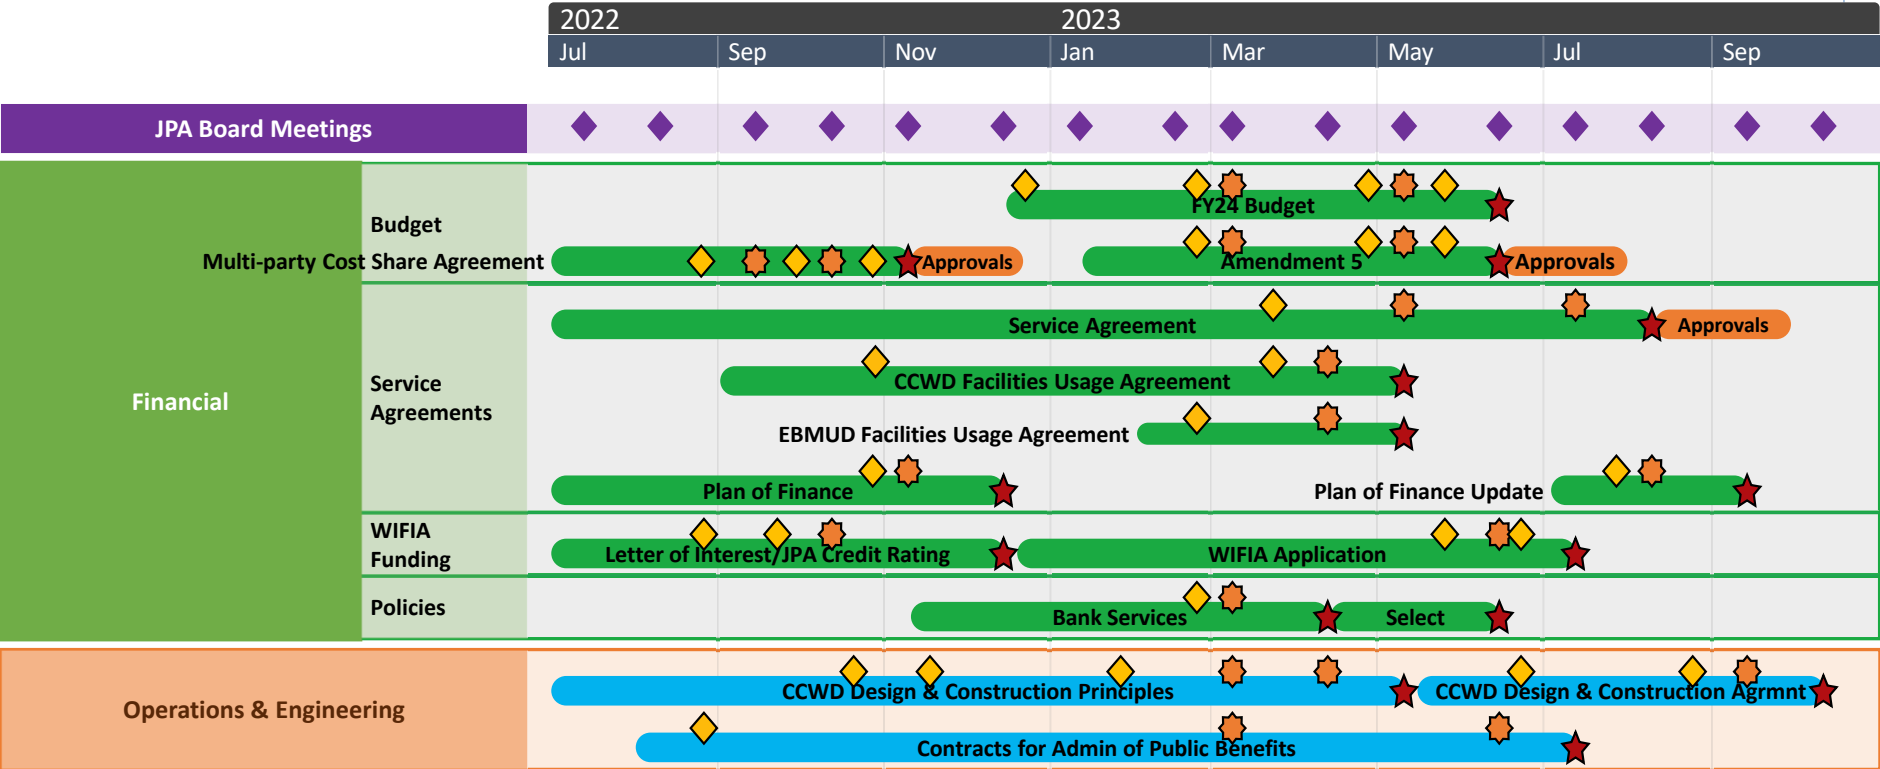 2022 2023
Jul Sep Nov Jan Mar May Jul Sep
JPA Board Meetings
Financial
Budget
FY24 Budget
Multi-party Cost Share Agreement Approvals Amendment 5 Approvals
Service
Agreements
Service Agreement Approvals
CCWD Facilities Usage Agreement
EBMUD Facilities Usage Agreement
Plan of Finance Plan of Finance Update
WIFIA
Funding
Letter of Interest/JPA Credit Rating WIFIA Application
Policies
Bank Services Select
Operations & Engineering
CCWD Design & Construction Principles CCWD Design & Construction Agrmnt
Contracts for Admin of Public Benefits